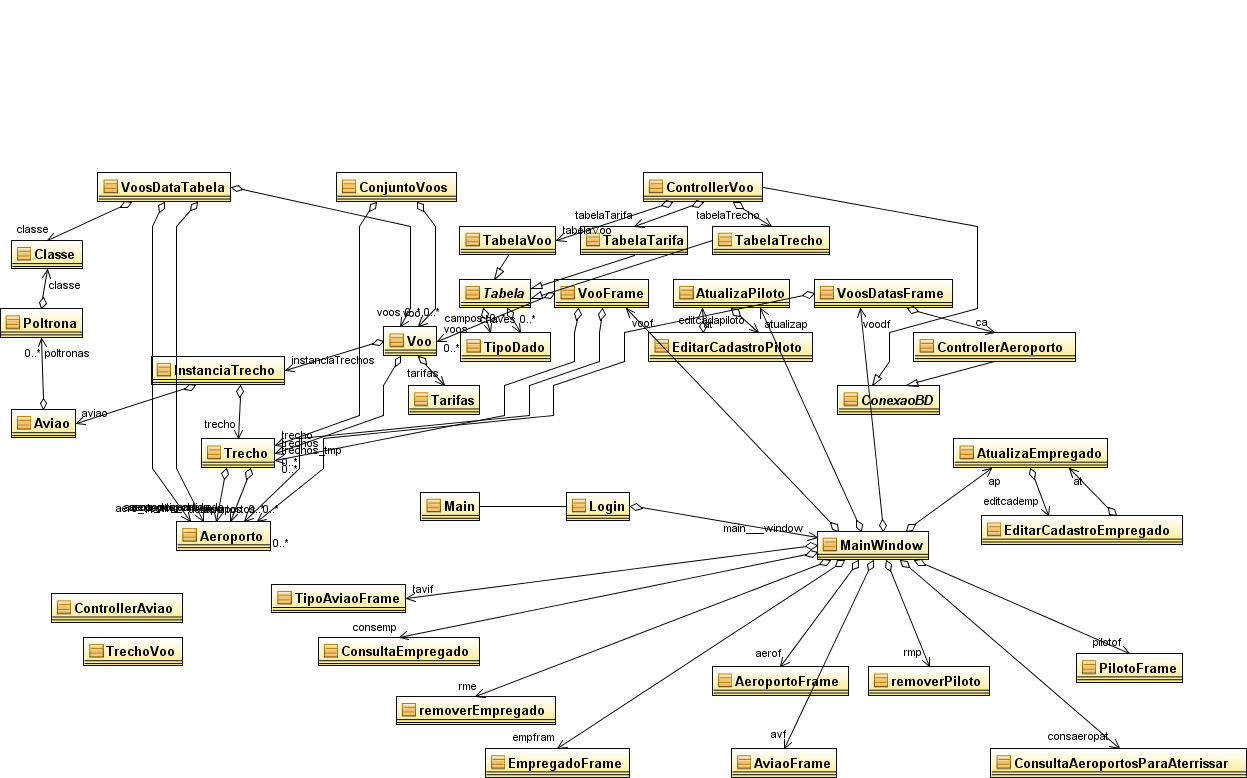 VoosDataTabela
ConjuntoVoos
ControllerVoo
tabelaTarifa
tabelaTrecho
classe
tabelaVoo
Classe
TabelaVoo
TabelaTarifa
TabelaTrecho
classe
Tabela
VooFrame
AtualizaPiloto
VoosDatasFrame
voos
0..*
campos
chaves 0..*
voof
editcadapiloto
at
atualizap
voodf
ca
Poltrona
voos
Voo
0..*
TipoDado
EditarCadastroPiloto
ControllerAeroporto
0..* poltronas
instanciaTrechos
InstanciaTrecho
tarifas
Tarifas
ConexaoBD
aviao
Aviao
trecho
trecho
trechos
trechos_tmp
0..*
0..*
Trecho
AtualizaEmpregado
ap
at
editcademp
Main
Login
0..*
main___window
Aeroporto
0..*
MainWindow
EditarCadastroEmpregado
tavif
TipoAviaoFrame
ControllerAviao
consemp
TrechoVoo
ConsultaEmpregado
aerof
rmp
pilotof
AeroportoFrame
removerPiloto
PilotoFrame
rme
removerEmpregado
empfram
avf
consaeropat
EmpregadoFrame
AviaoFrame
ConsultaAeroportosParaAterrissar